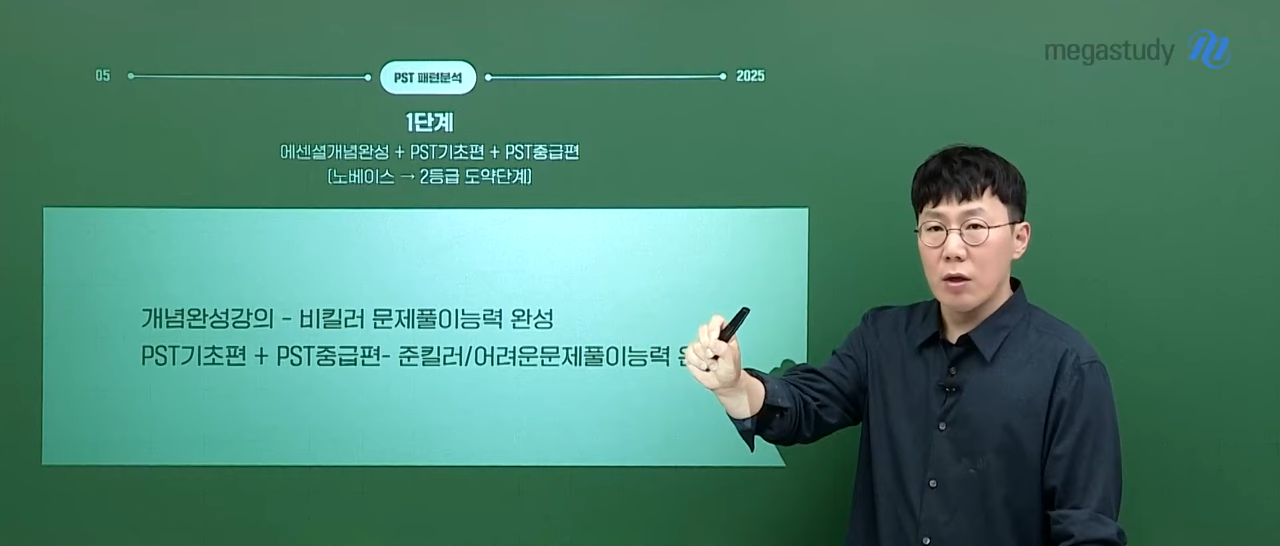 megastudy
05 PST 패턴분석 2025
1단계
에센셜개념완성 + PST기초편 + PST중급편
(노베이스 → 2등급 도약단계)
개념완성강의 - 비킬러 문제풀이능력 완성
PST기초편 + PST중급편- 준킬러/어려운문제풀이능력